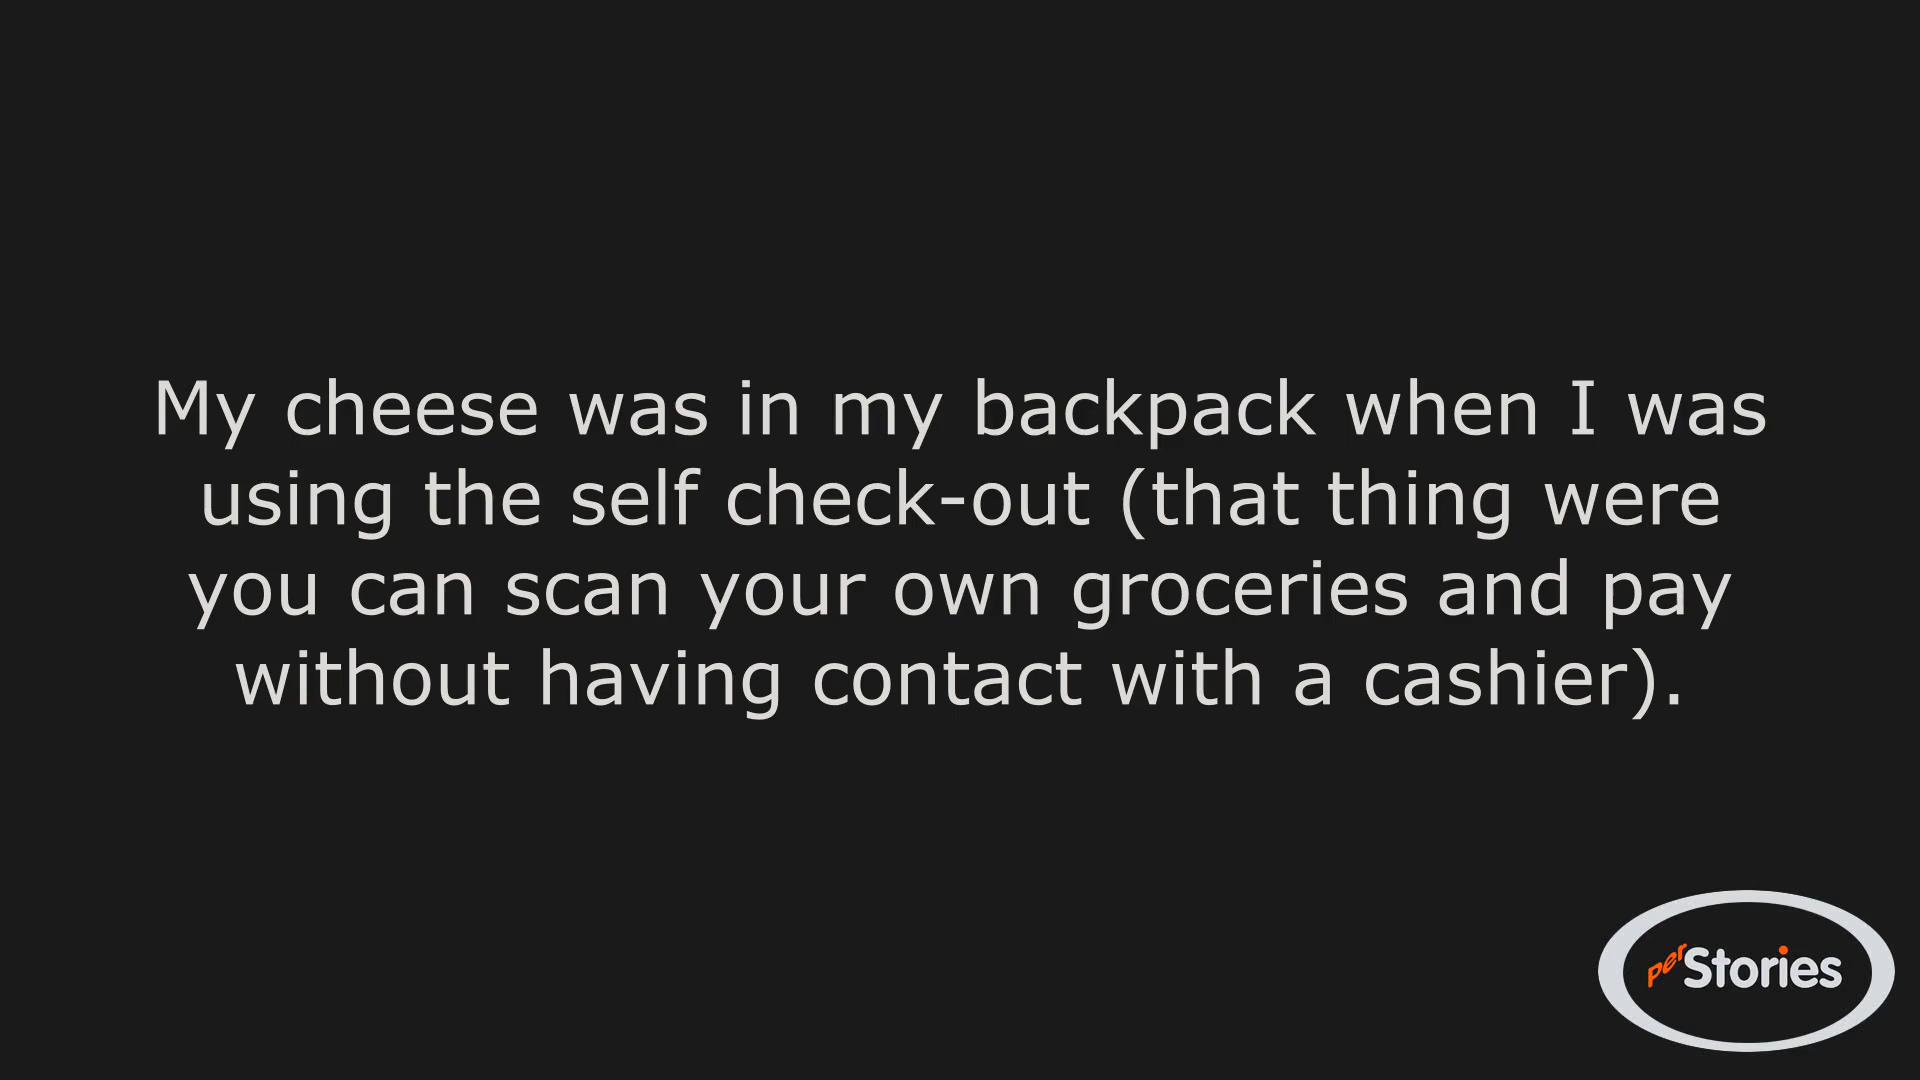 My cheese was in my backpack when I was
using the self check-out (that thing were
you can scan your own groceries and pay
without having contact with a cashier).
perStories